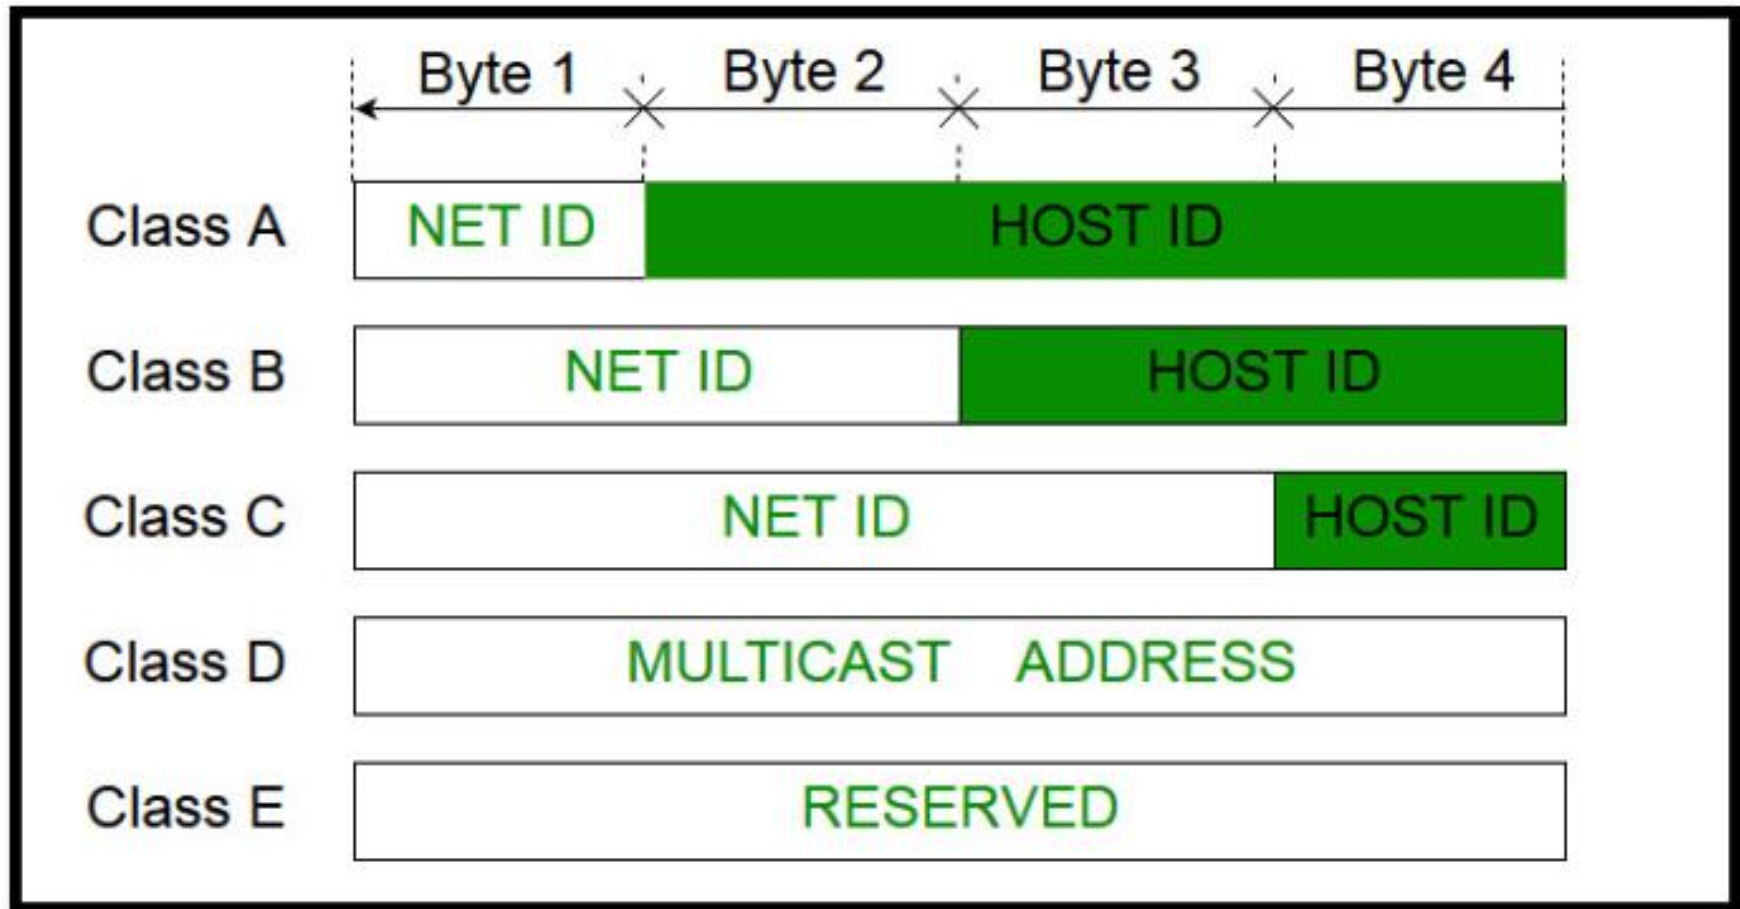 Byte 1 Byte 2 Byte 3 Byte 4
Class A NET ID HOST ID
Class B NET ID HOST ID
Class C NET ID HOST ID
Class D MULTICAST ADDRESS
Class E RESERVED